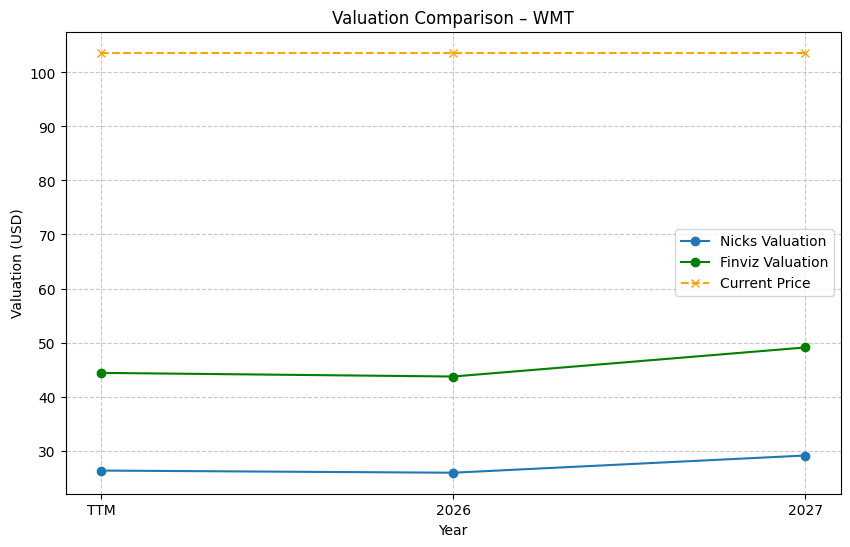 Valuation Comparison – WMT
Valuation (USD)
100
90
80
70
60
50
40
30
Nicks Valuation
Finviz Valuation
Current Price
TTM
2026
2027
Year